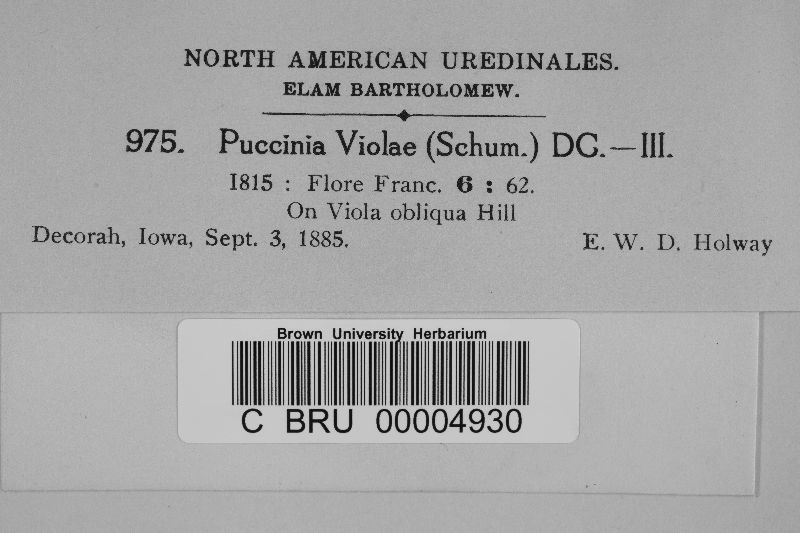 NORTH AMERICAN UREDINALES.
ELAM BARTHOLOMEW.
975. Puccinia Violae (Schum.) DC.—III.
1815 : Flore Franc. 6 : 62.
On Viola obliqua Hill
Decorah, Iowa, Sept. 3, 1885. E. W. D. Holway
Brown University Herbarium
C BRU 00004930